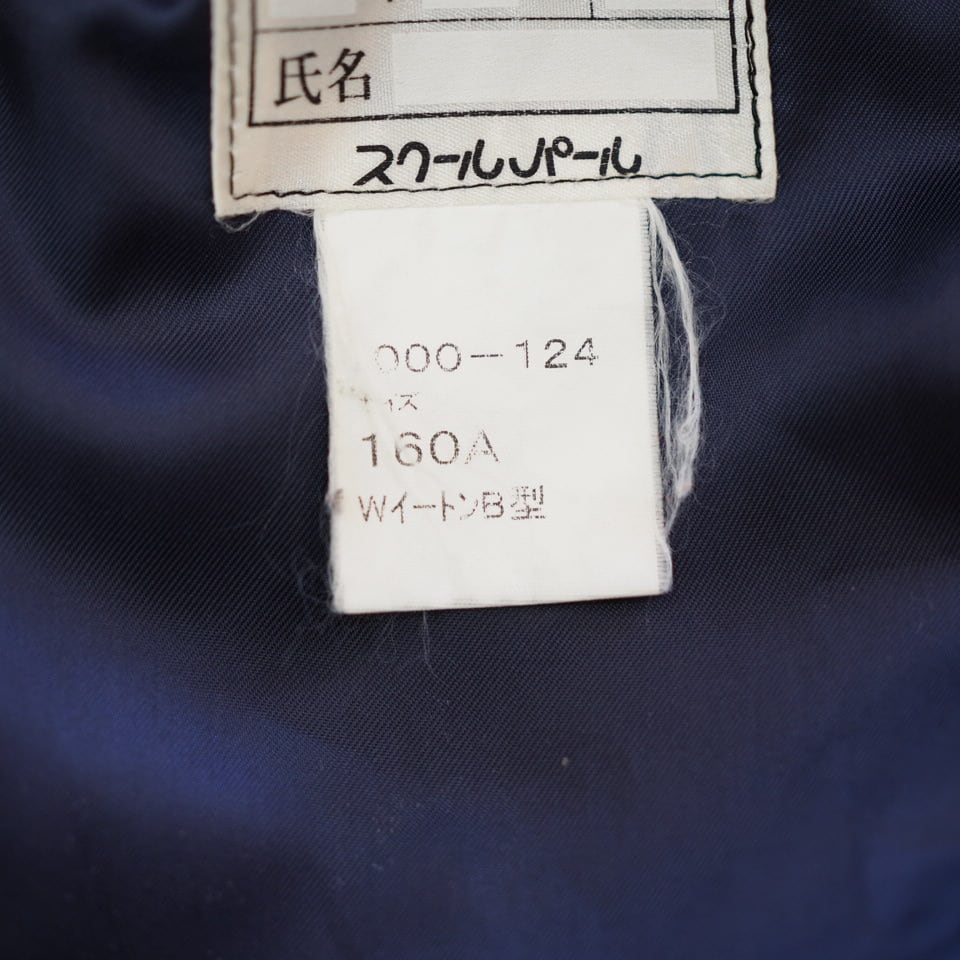 氏名
スクールパール
000-124
サイズ
160A
WイートンB型